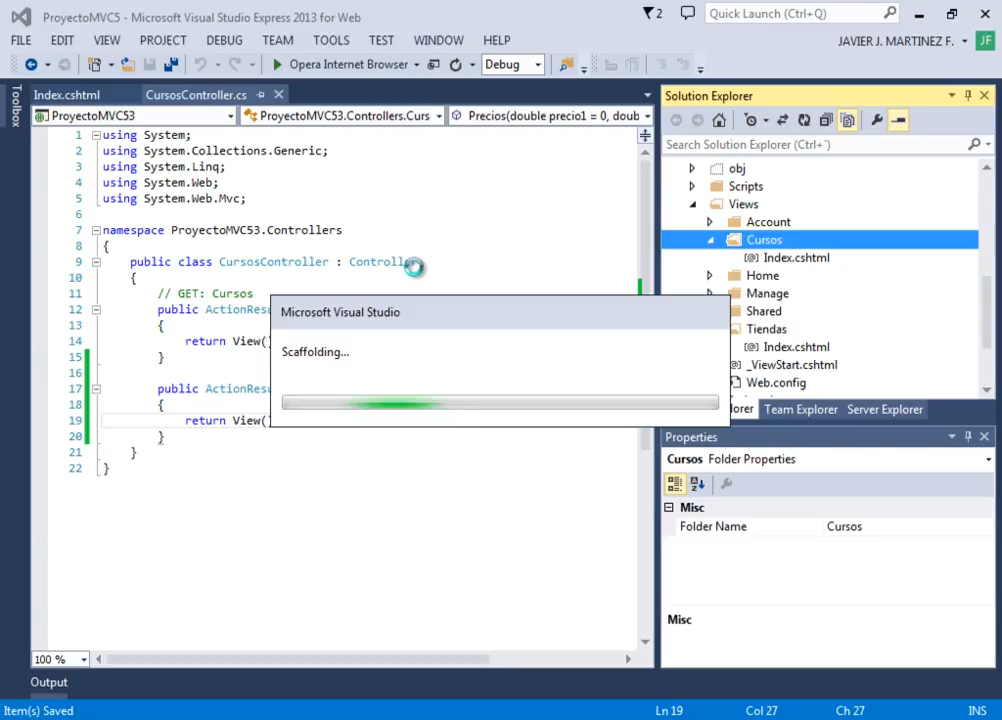 ProyectoMVC5 - Microsoft Visual Studio Express 2013 for Web
2
Quick Launch (Ctrl+Q)
FILE EDIT VIEW PROJECT DEBUG TEAM TOOLS TEST WINDOW HELP
JAVIER J. MARTINEZ F. JF
Opera Internet Browser Debug
Toolbox
Index.cshtml CursosController.cs
ProyectoMVC53 ProyectoMVC53.Controllers.Curs Precios(double precio1 = 0, doub
1 using System;
2 using System.Collections.Generic;
3 using System.Linq;
4 using System.Web;
5 using System.Web.Mvc;
6
7 namespace ProyectoMVC53.Controllers
8 {
9 public class CursosController : Controller
10 {
11 // GET: Cursos
12 public ActionResu
13 {
14 return View()
15 }
16
17 public ActionResu
18 {
19 return View()
20 }
21 }
22 }
Microsoft Visual Studio
Scaffolding...
100 %
Solution Explorer
Search Solution Explorer (Ctrl+´)
obj
Scripts
Views
Account
Cursos
Index.cshtml
Home
Manage
Shared
Tiendas
Index.cshtml
_ViewStart.cshtml
Web.config
lorer Team Explorer Server Explorer
Properties
Cursos Folder Properties
Misc
Folder Name Cursos
Misc
Output
Item(s) Saved Ln 19 Col 27 Ch 27 INS